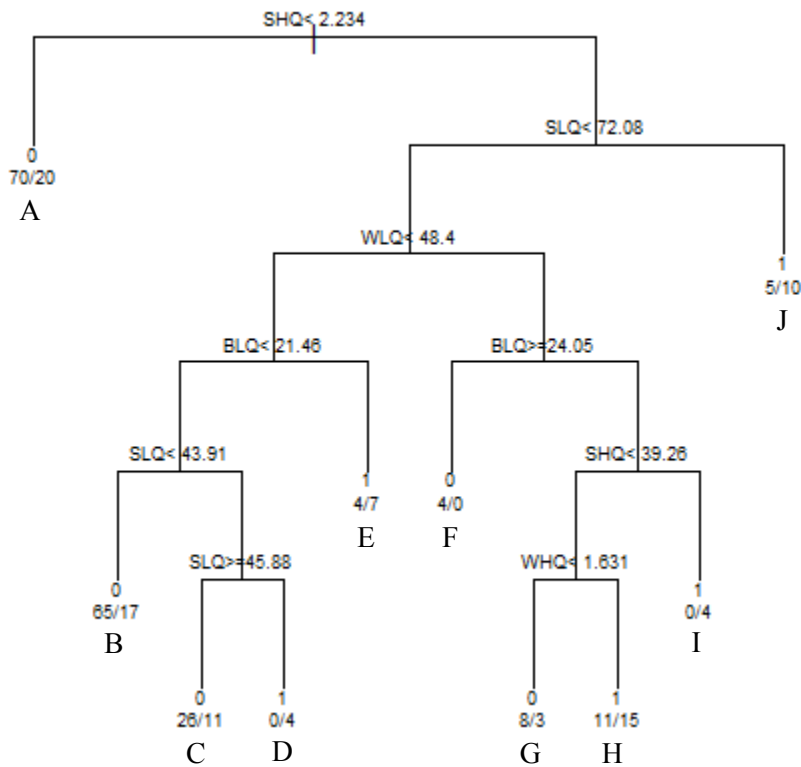 SHQ< 2.234
SLQ< 72.08
0
70/20
A
WLQ< 48.4
1
5/10
J
BLQ< 21.46
BLQ>=24.05
SLQ< 43.91
SHQ< 39.26
1
4/7
E
0
4/0
F
SLQ>=45.88
WHQ< 1.631
0
65/17
B
1
0/4
I
0
26/11
C
1
0/4
D
0
8/3
G
1
11/15
H